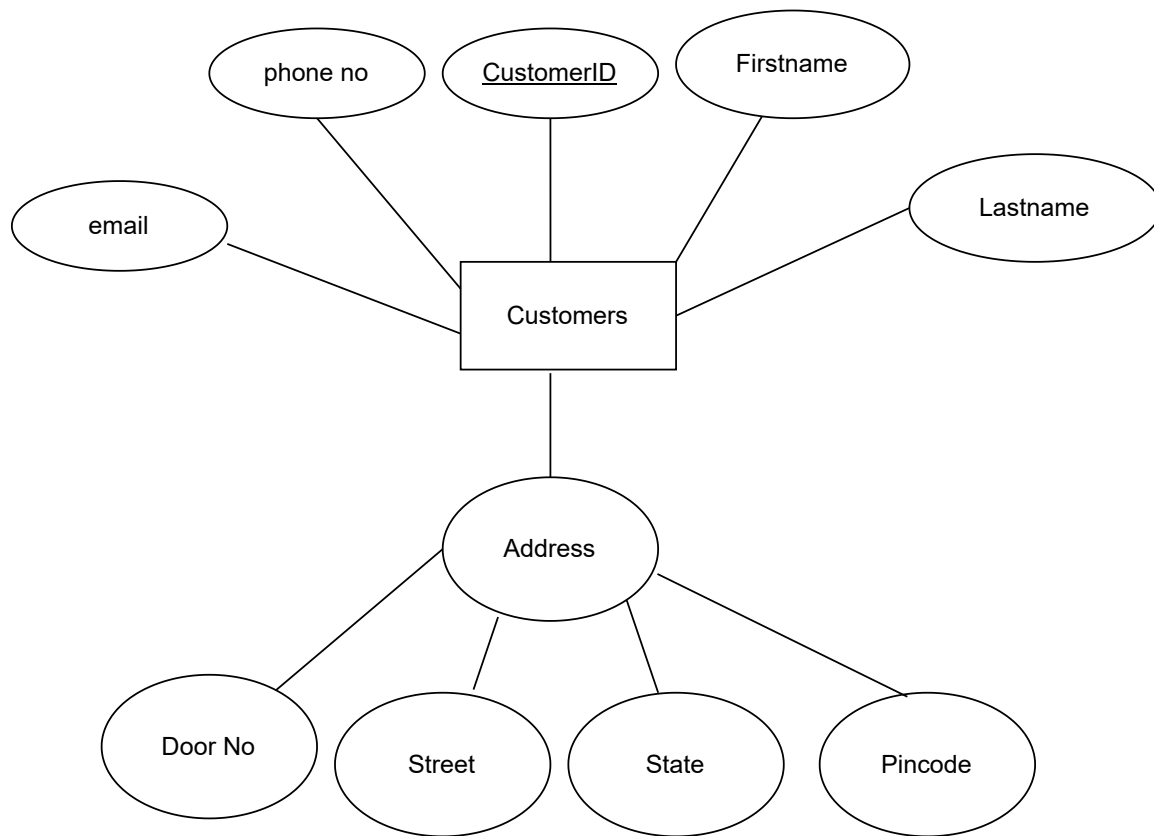 phone no
CustomerID
Firstname
email
Lastname
Customers
Address
Door No
Street
State
Pincode